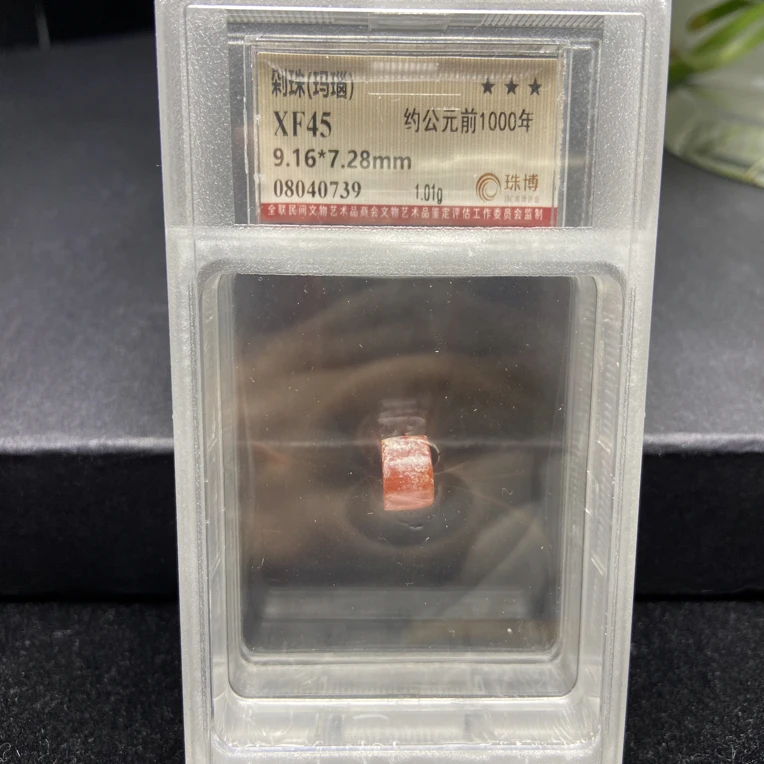 剁珠(玛瑙) ★★★
XF45 约公元前1000年
9.16*7.28mm
08040739 1.01g 珠博
全联民间文物艺术品商会文物艺术品鉴定评估工作委员会监制